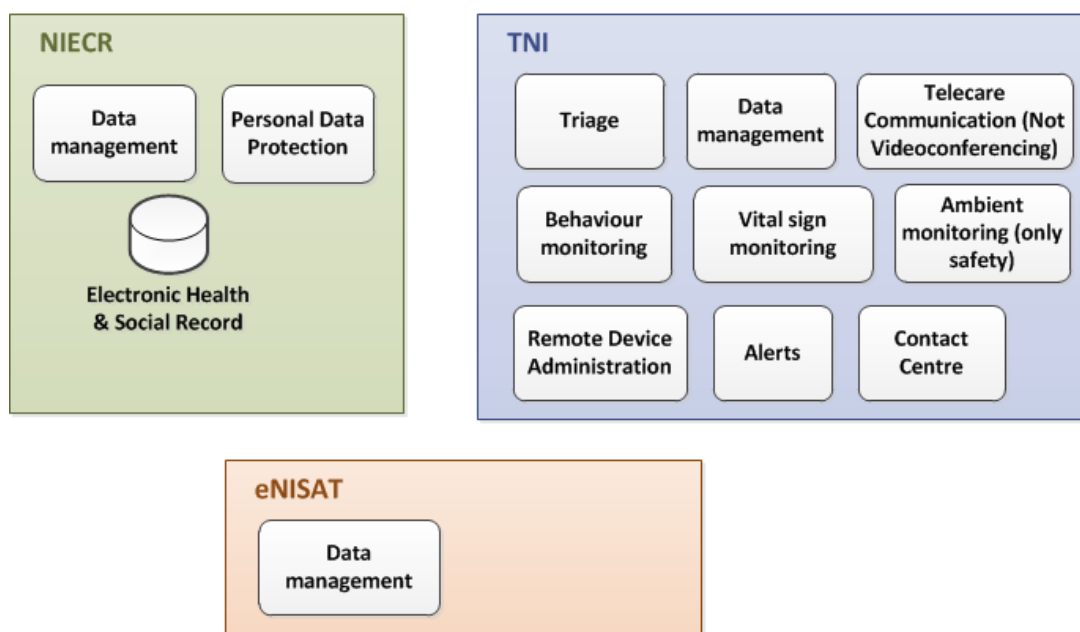 NIECR
Data
management
Personal Data
Protection
Electronic Health
& Social Record
TNI
Triage
Data
management
Telecare
Communication (Not
Videoconferencing)
Behaviour
monitoring
Vital sign
monitoring
Ambient
monitoring (only
safety)
Remote Device
Administration
Alerts
Contact
Centre
eNISAT
Data
management